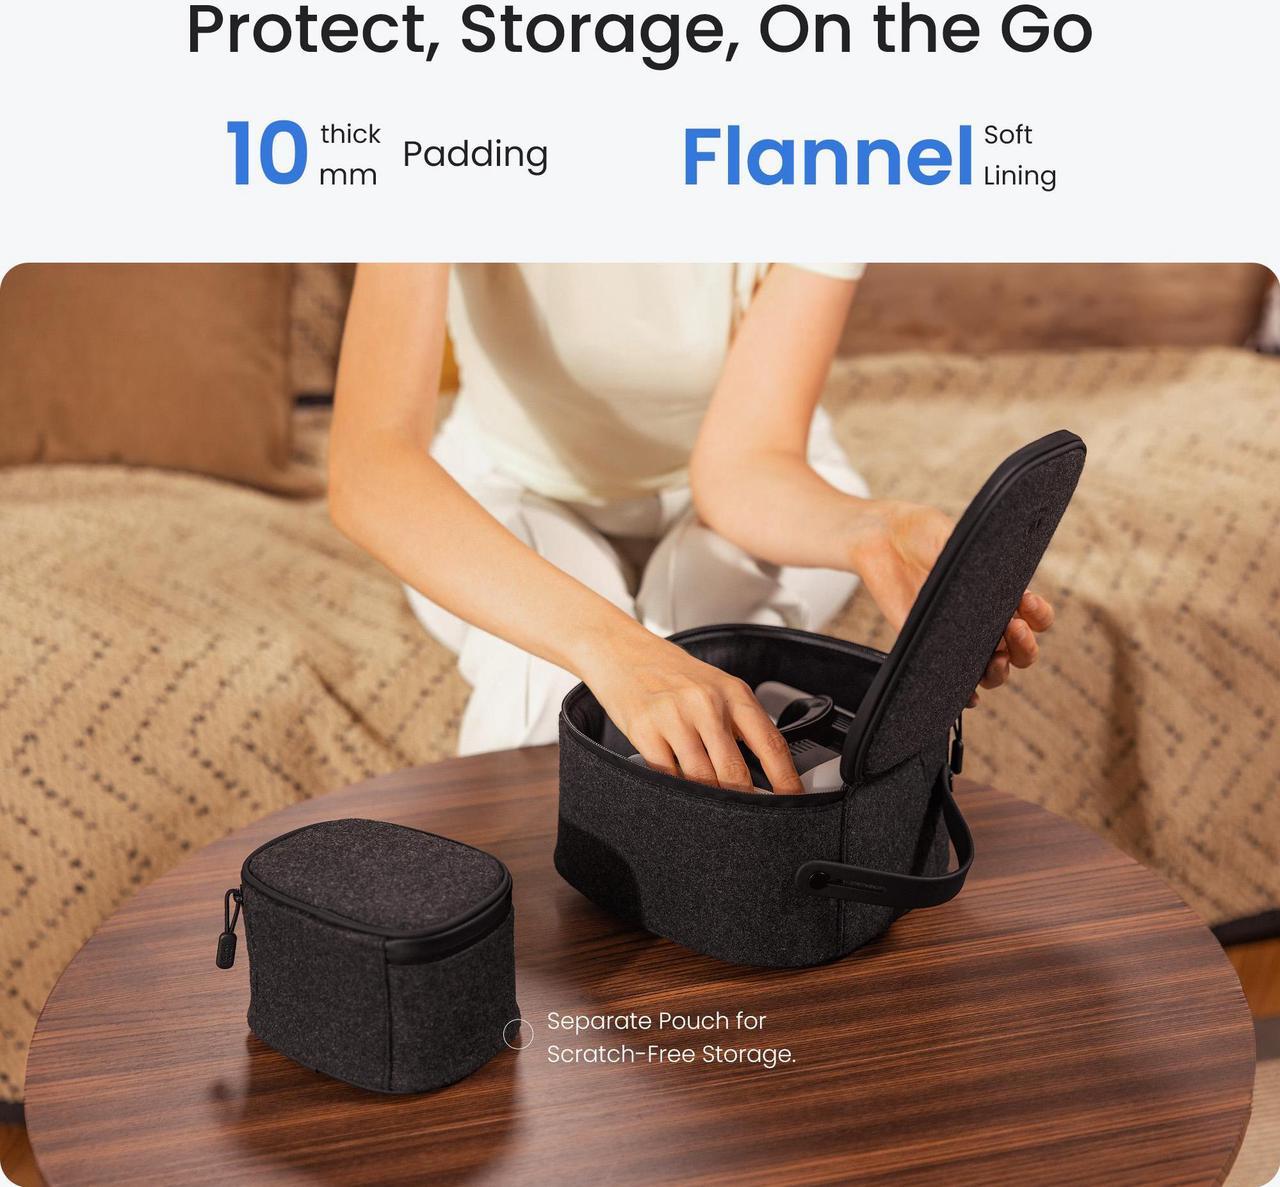 Protect, Storage, On the Go
10 thick mm Padding
Flannel Soft Lining
Separate Pouch for
Scratch-Free Storage.